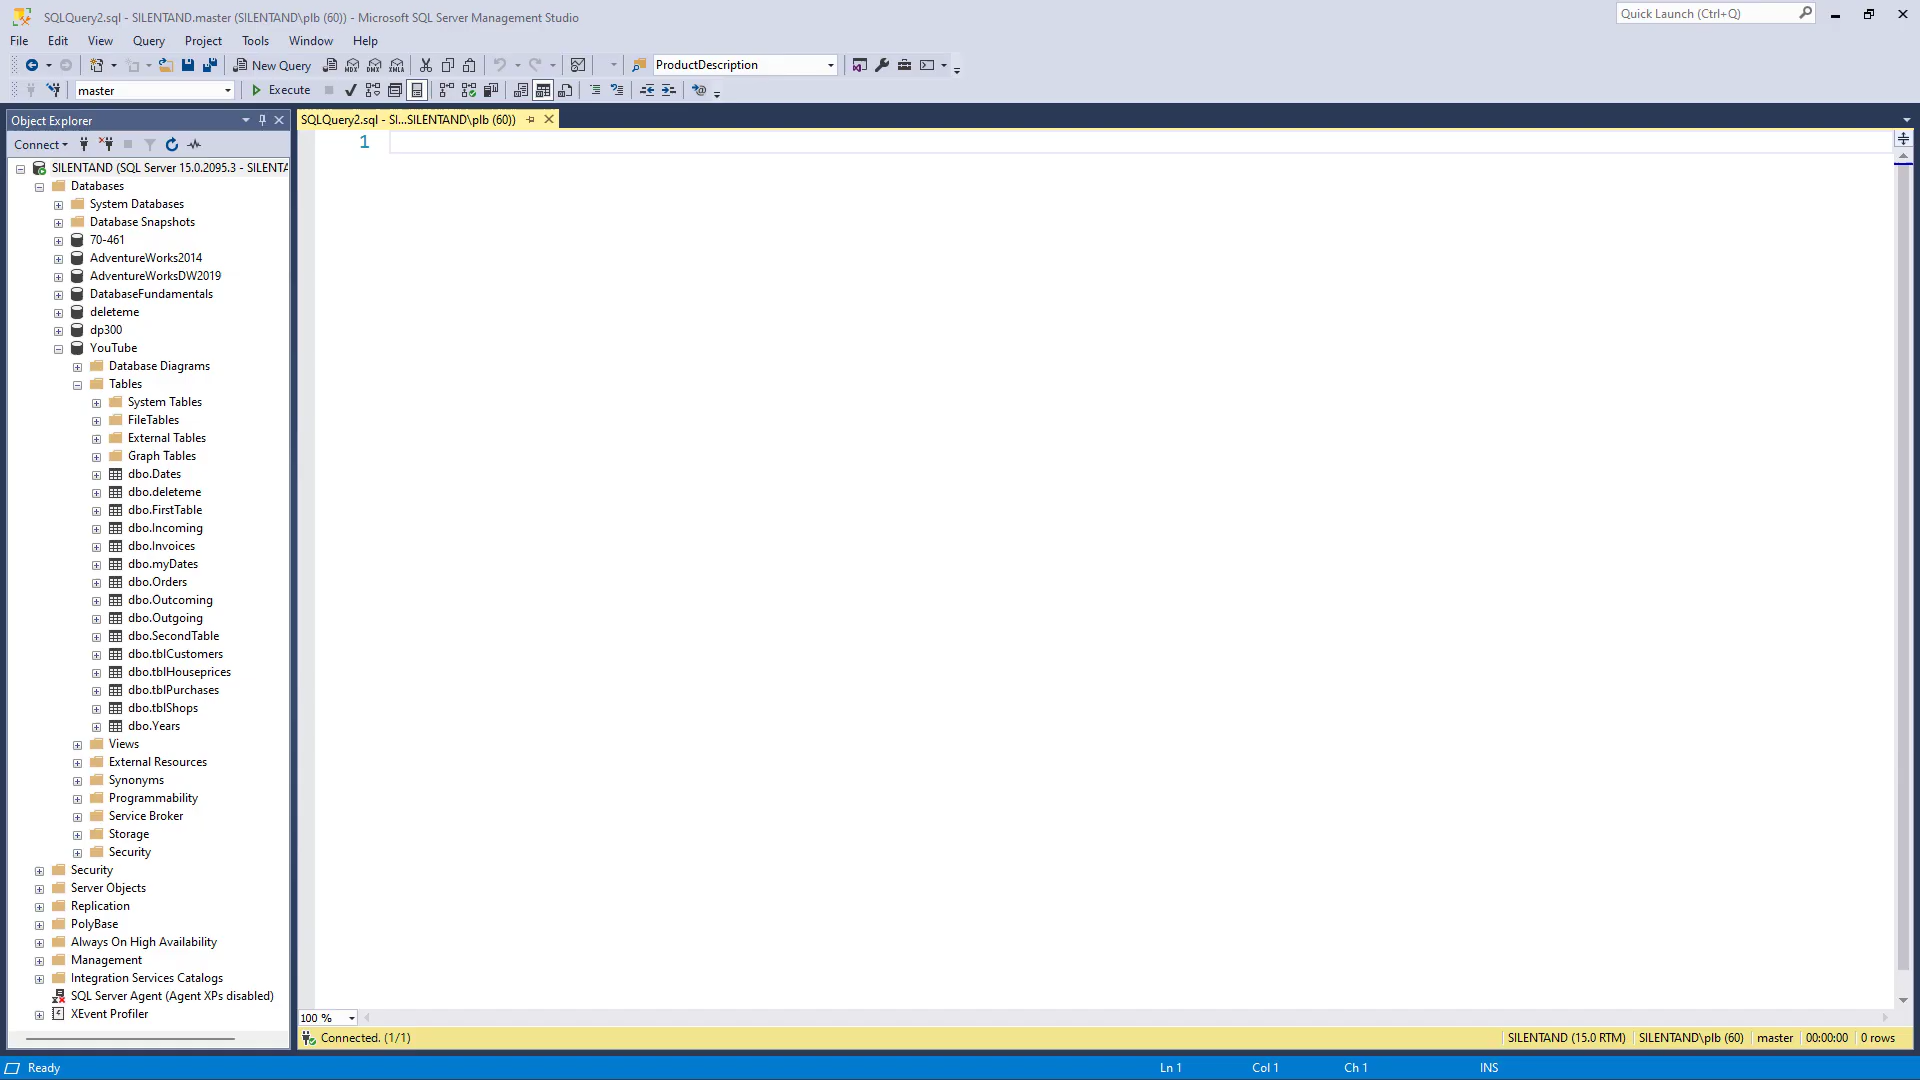 SQLQuery2.sql - SILENTAND.master (SILENTAND\plb (60)) - Microsoft SQL Server Management Studio
Quick Launch (Ctrl+Q)
File Edit View Query Project Tools Window Help
New Query
MDX DMX XMLA
ProductDescription
master
Execute
Object Explorer
SQLQuery2.sql - SI...SILENTAND\plb (60))
Connect
1
SILENTAND (SQL Server 15.0.2095.3 - SILENTA
Databases
System Databases
Database Snapshots
70-461
AdventureWorks2014
AdventureWorksDW2019
DatabaseFundamentals
deleteme
dp300
YouTube
Database Diagrams
Tables
System Tables
FileTables
External Tables
Graph Tables
dbo.Dates
dbo.deleteme
dbo.FirstTable
dbo.Incoming
dbo.Invoices
dbo.myDates
dbo.Orders
dbo.Outcoming
dbo.Outgoing
dbo.SecondTable
dbo.tblCustomers
dbo.tblHouseprices
dbo.tblPurchases
dbo.tblShops
dbo.Years
Views
External Resources
Synonyms
Programmability
Service Broker
Storage
Security
Security
Server Objects
Replication
PolyBase
Always On High Availability
Management
Integration Services Catalogs
SQL Server Agent (Agent XPs disabled)
XEvent Profiler
100 %
Connected. (1/1)
SILENTAND (15.0 RTM) SILENTAND\plb (60) master 00:00:00 0 rows
Ready
Ln 1 Col 1 Ch 1 INS